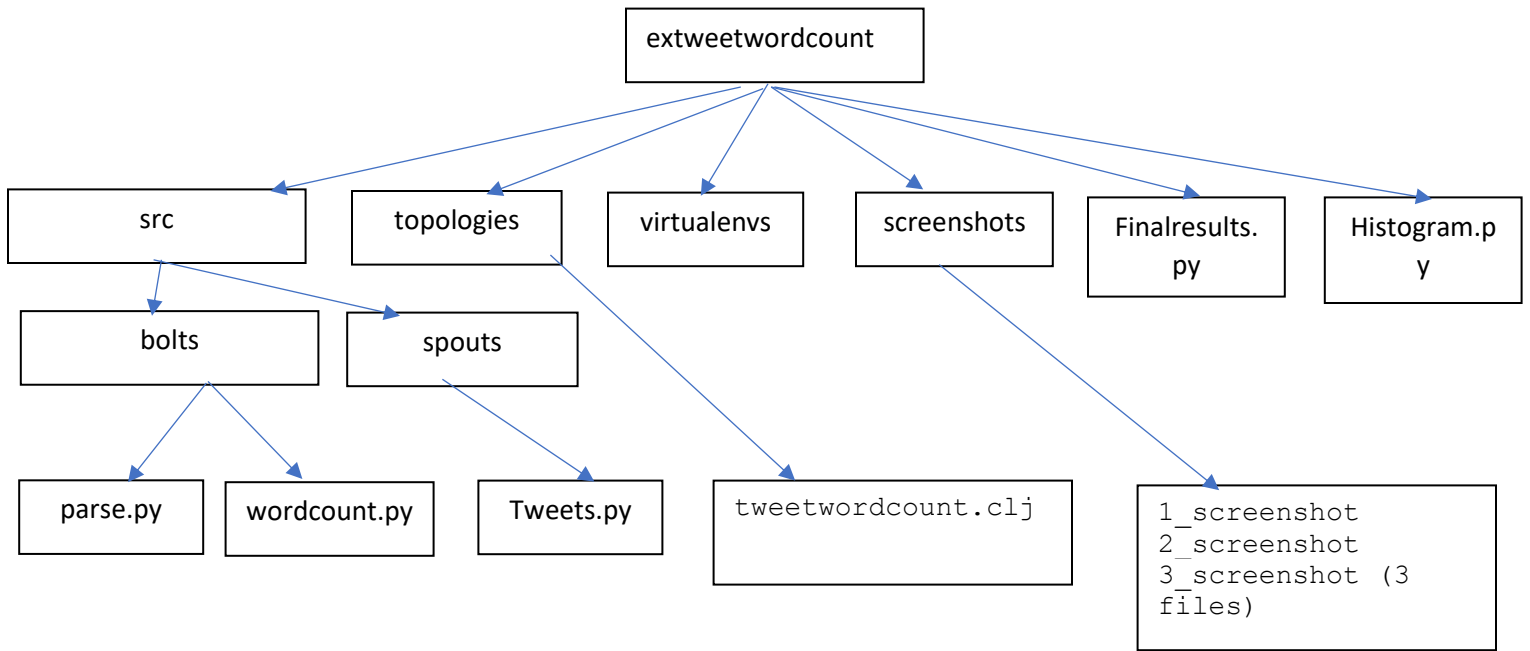 extweetwordcount
src
topologies
virtualenvs
screenshots
Finalresults.
py
Histogram.p
y
bolts
spouts
parse.py
wordcount.py
Tweets.py
tweetwordcount.clj
1_screenshot
2_screenshot
3_screenshot (3
files)